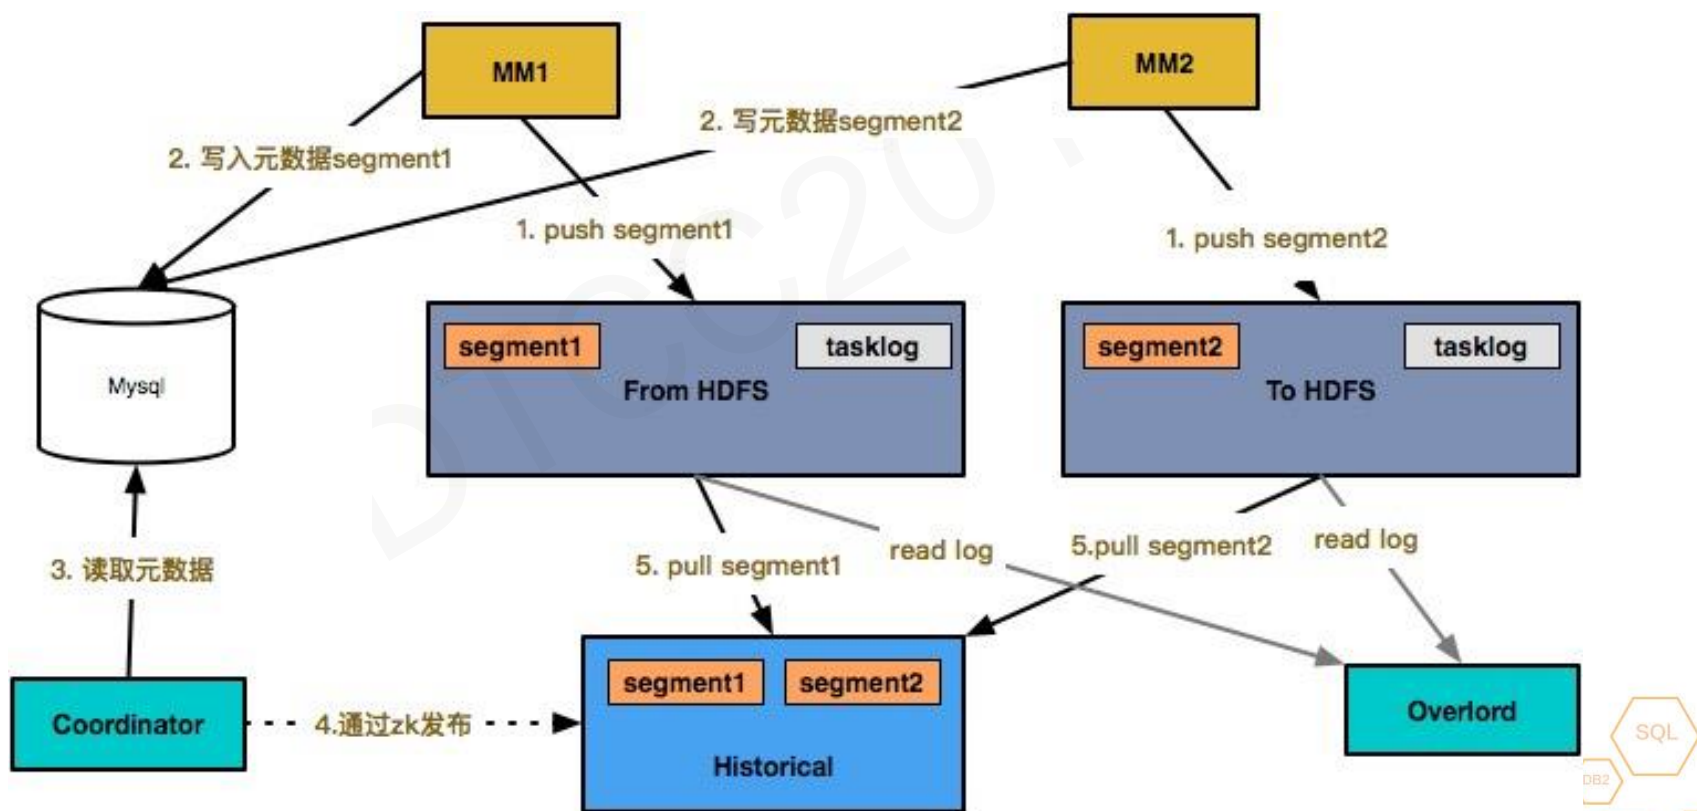 MM1
MM2
2. 写元数据segment2
2. 写入元数据segment1
1. push segment1
1. push segment2
segment1
tasklog
From HDFS
segment2
tasklog
To HDFS
Mysql
3. 读取元数据
5. pull segment1
read log
5.pull segment2
read log
segment1
segment2
Historical
Coordinator
4.通过zk发布
Overlord
SQL
DB2